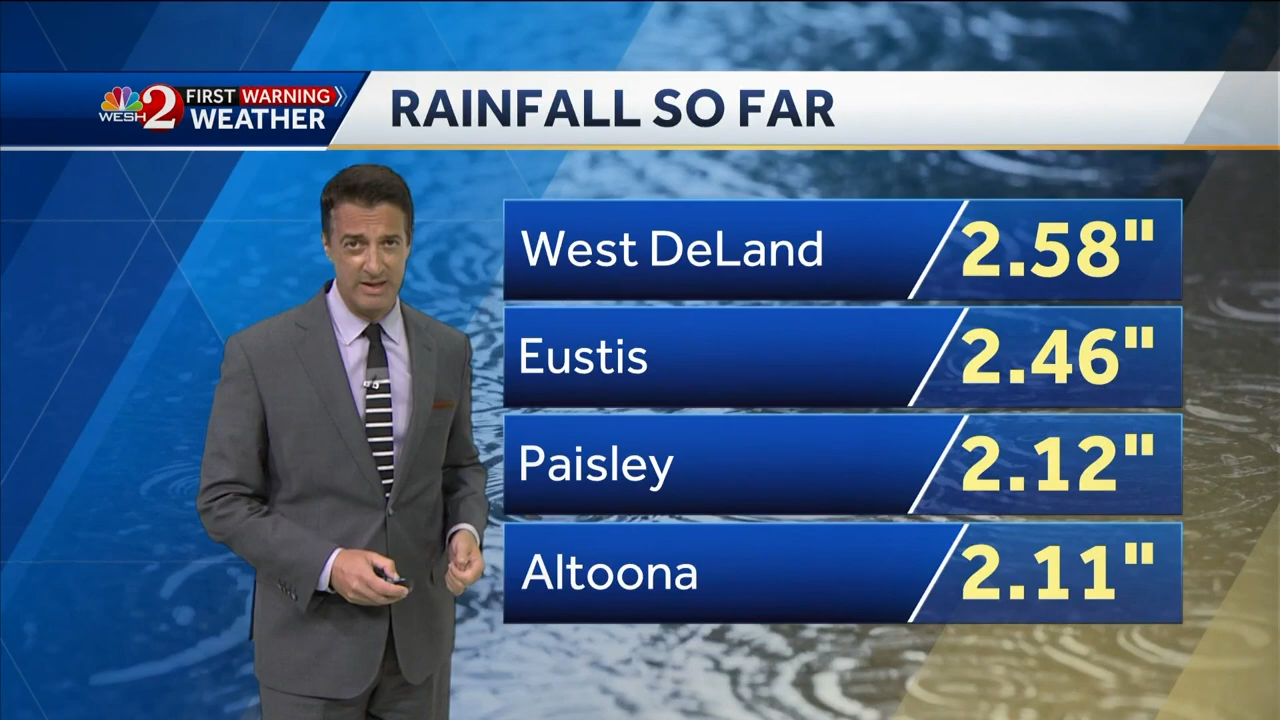 WESH 2 FIRST WARNING WEATHER
RAINFALL SO FAR
West DeLand 2.58"
Eustis 2.46"
Paisley 2.12"
Altoona 2.11"